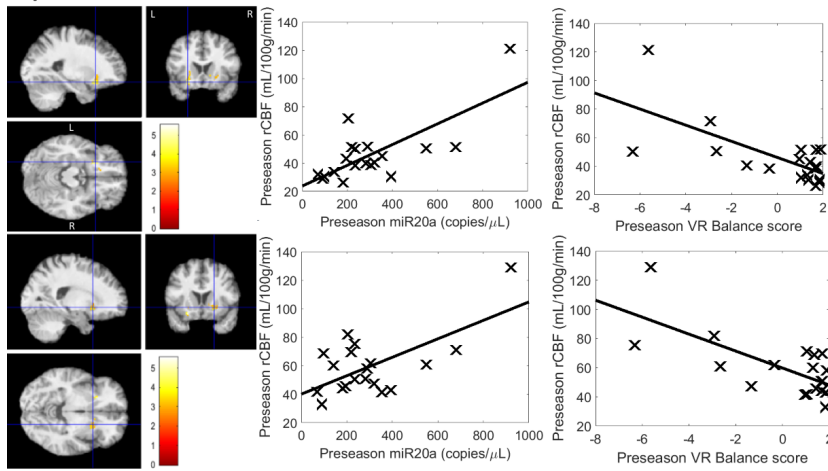 L
R
L
R
5
4
3
2
1
0
5
4
3
2
1
0
Preseason rCBF (mL/100g/min)
140
120
100
80
60
40
20
0 200 400 600 800 1000
Preseason miR20a (copies/μL)
Preseason rCBF (mL/100g/min)
140
120
100
80
60
40
20
-8 -6 -4 -2 0 2
Preseason VR Balance score
Preseason rCBF (mL/100g/min)
140
120
100
80
60
40
20
0 200 400 600 800 1000
Preseason miR20a (copies/μL)
Preseason rCBF (mL/100g/min)
140
120
100
80
60
40
20
-8 -6 -4 -2 0 2
Preseason VR Balance score